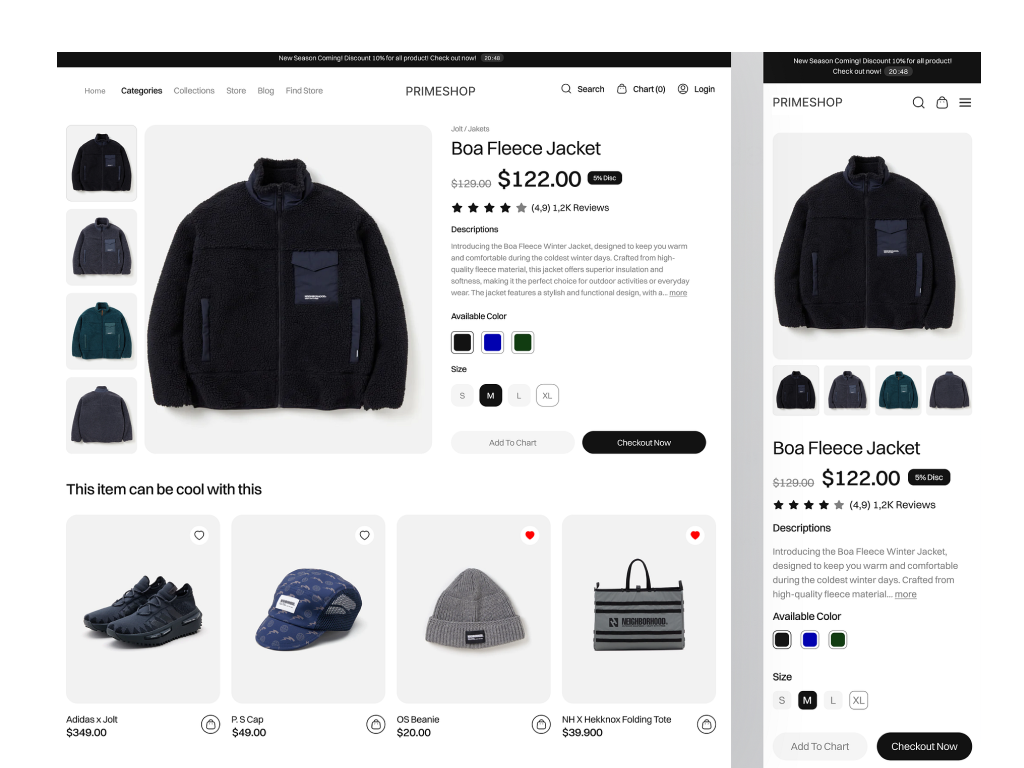 New Season Coming! Discount 10% for all product! Check out now! 20:48
Home Categories Collections Store Blog Find Store
PRIMESHOP
Search Chart (0) Login
Jolt / Jakets
Boa Fleece Jacket
$129.00 $122.00 5% Disc
(4,9) 1,2K Reviews
Descriptions
Introducing the Boa Fleece Winter Jacket, designed to keep you warm
and comfortable during the coldest winter days. Crafted from high-
quality fleece material, this jacket offers superior insulation and
softness, making it the perfect choice for outdoor activities or everyday
wear. The jacket features a stylish and functional design, with a... more
Available Color
Size
S M L XL
Add To Chart Checkout Now
This item can be cool with this
NEIGHBORHOOD
Adidas x Jolt
$349.00
P. S Cap
$49.00
OS Beanie
$20.00
NH X Hekknox Folding Tote
$39.900
New Season Coming! Discount 10% for all product!
Check out now! 20:48
PRIMESHOP
Boa Fleece Jacket
$129.00 $122.00 5% Disc
(4,9) 1,2K Reviews
Descriptions
Introducing the Boa Fleece Winter Jacket,
designed to keep you warm and comfortable
during the coldest winter days. Crafted from
high-quality fleece material... more
Available Color
Size
S M L XL
Add To Chart Checkout Now